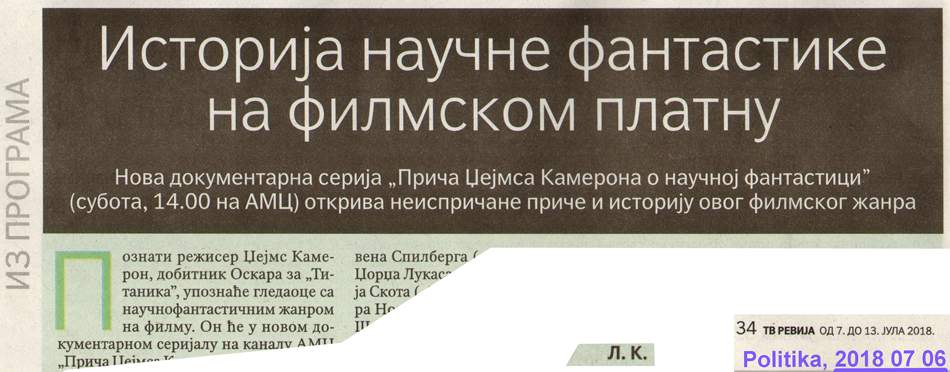 ИЗ ПРОГРАМА
Историја научне фантастике
на филмском платну
Нова документарна серија „Прича Џејмса Камерона о научној фантастици”
(субота, 14.00 на АМЦ) открива неиспричане приче и историју овог филмског жанра
Познати режисер Џејмс Каме-
рон, добитник Оскара за „Ти-
таника”, упознаће гледаоце са
научнофантастичним жанром
на филму. Он ће у новом до-
кументарном серијалу на каналу АМЦ
„Прича Џејмса
вена Спилберга
Џорџа Лукаса
ја Скота
ра
Л. К.
34 ТВ РЕВИЈА ОД 7. ДО 13. ЈУЛА 2018.
Politika, 2018 07 06